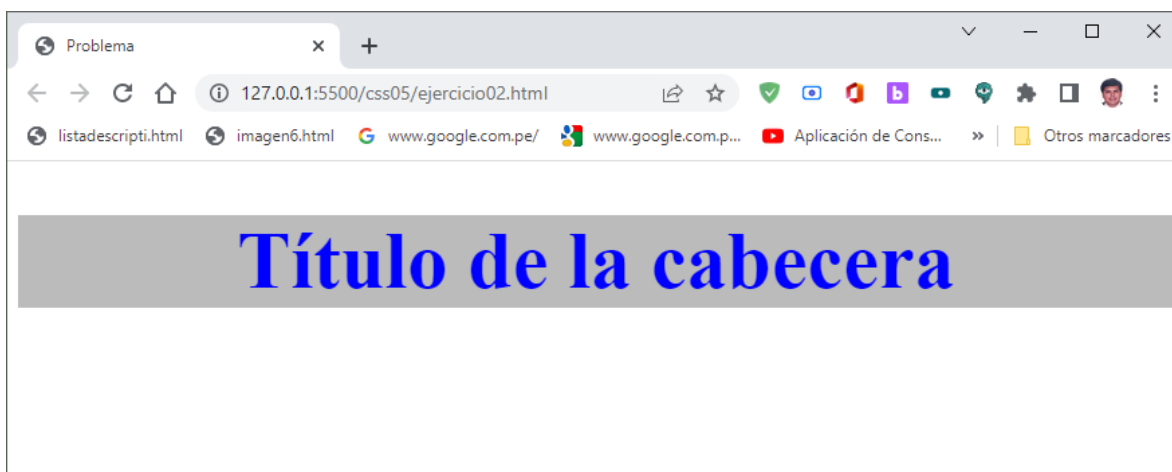 Problema
127.0.0.1:5500/css05/ejercicio02.html
listadescripti.html imagen6.html www.google.com.pe/ www.google.com.p... Aplicación de Cons... » Otros marcadores
Título de la cabecera